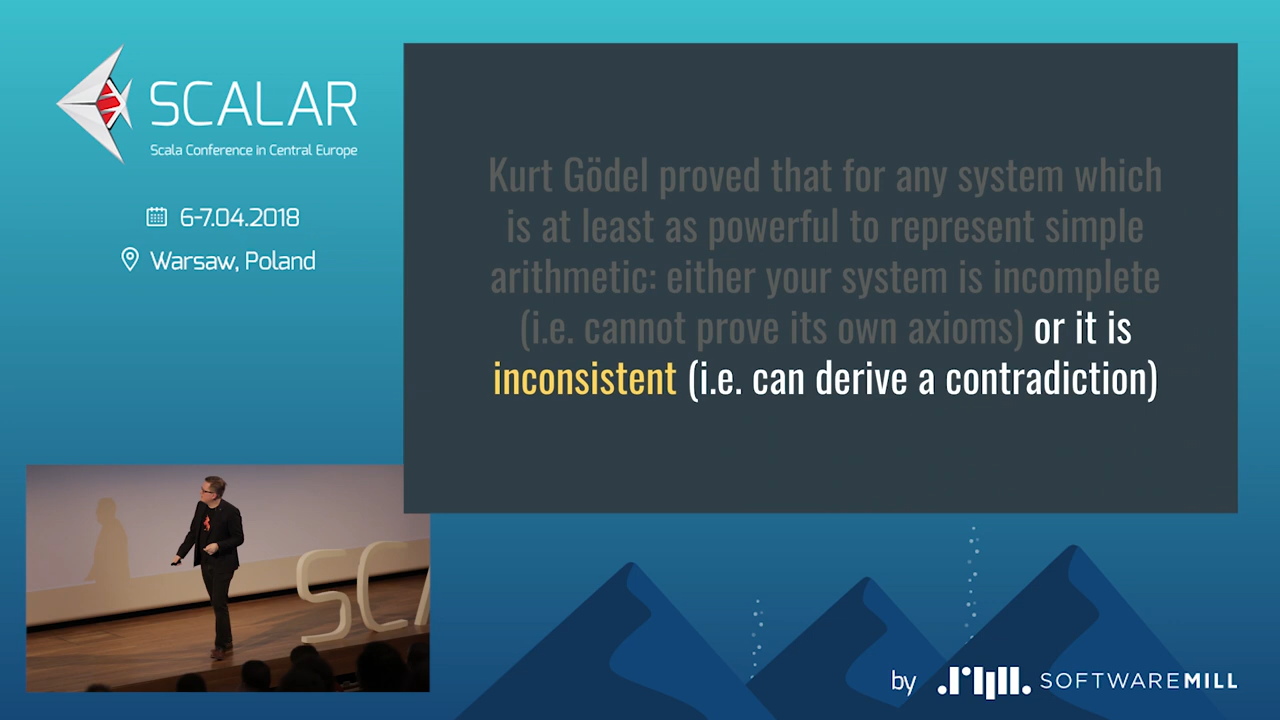 SCALAR
Scala Conference in Central Europe
6-7.04.2018
Warsaw, Poland
Kurt Gödel proved that for any system which
is at least as powerful to represent simple
arithmetic: either your system is incomplete
(i.e. cannot prove its own axioms) or it is
inconsistent (i.e. can derive a contradiction)
SCA
by SOFTWAREMILL